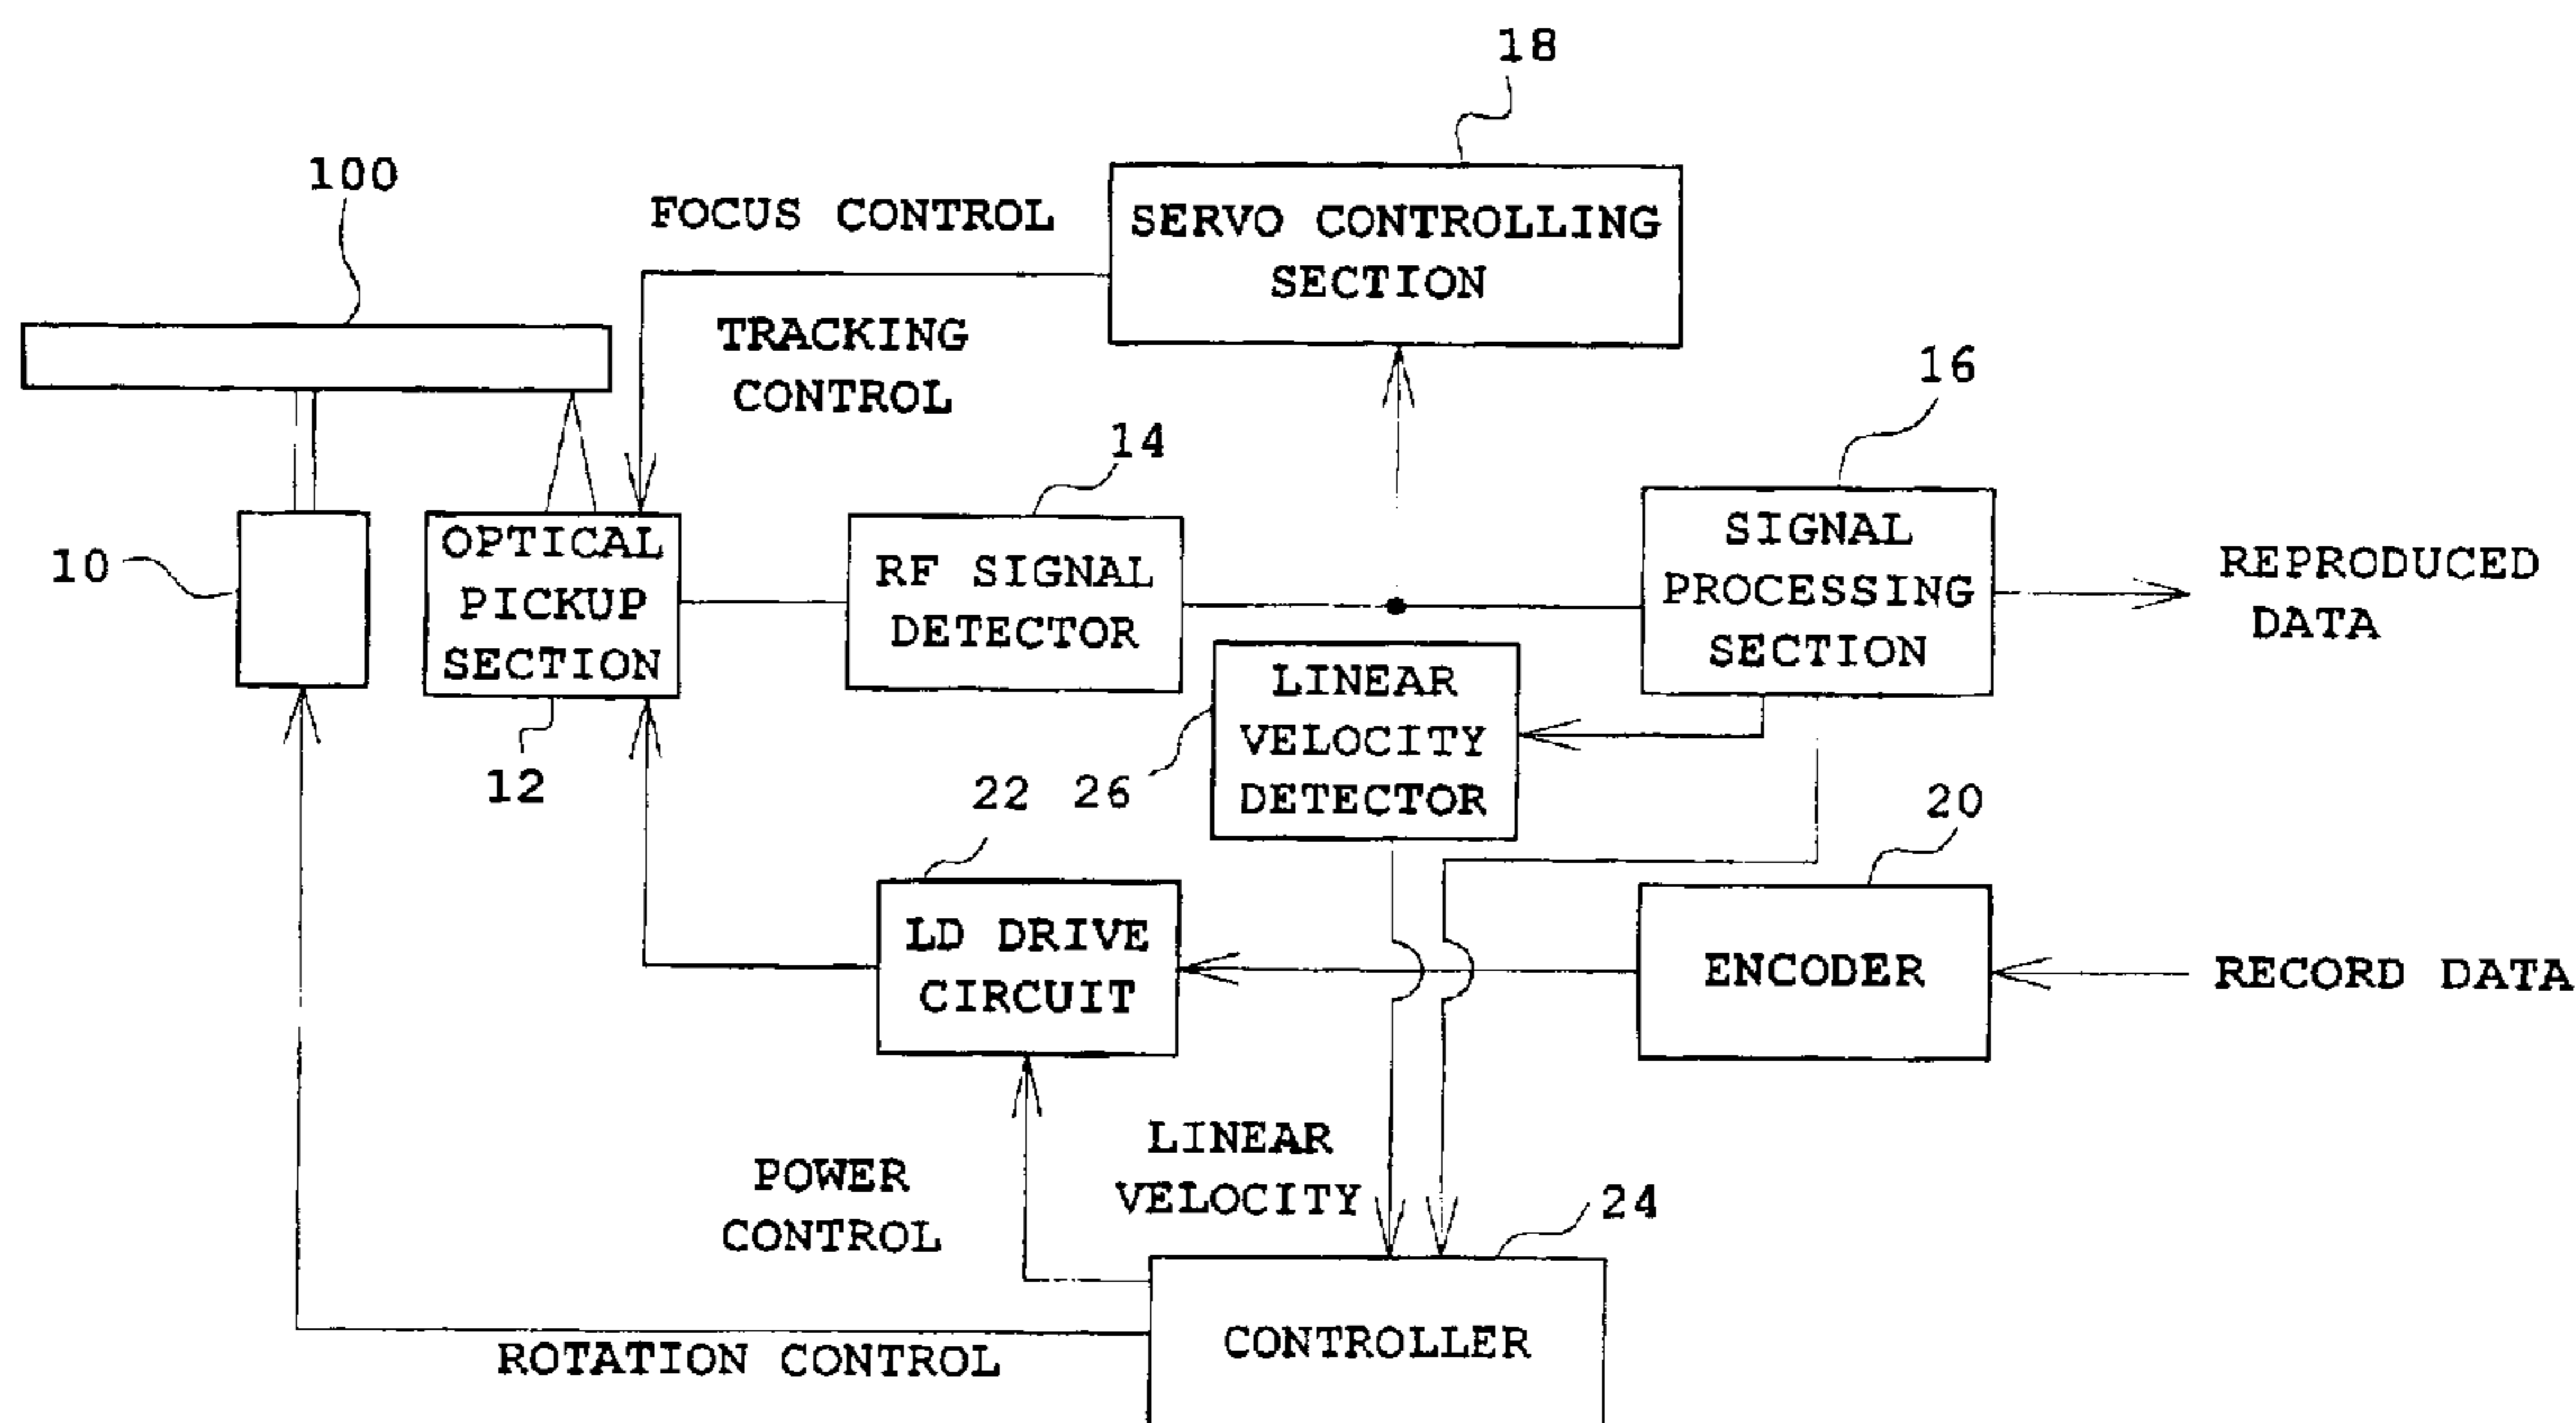 18
100
FOCUS CONTROL
SERVO CONTROLLING
SECTION
TRACKING
CONTROL
16
14
10
OPTICAL
PICKUP
SECTION
RF SIGNAL
DETECTOR
SIGNAL
PROCESSING
SECTION
REPRODUCED
DATA
LINEAR
VELOCITY
DETECTOR
12
22
26
20
LD DRIVE
CIRCUIT
ENCODER
RECORD DATA
POWER
CONTROL
LINEAR
VELOCITY
24
CONTROLLER
ROTATION CONTROL